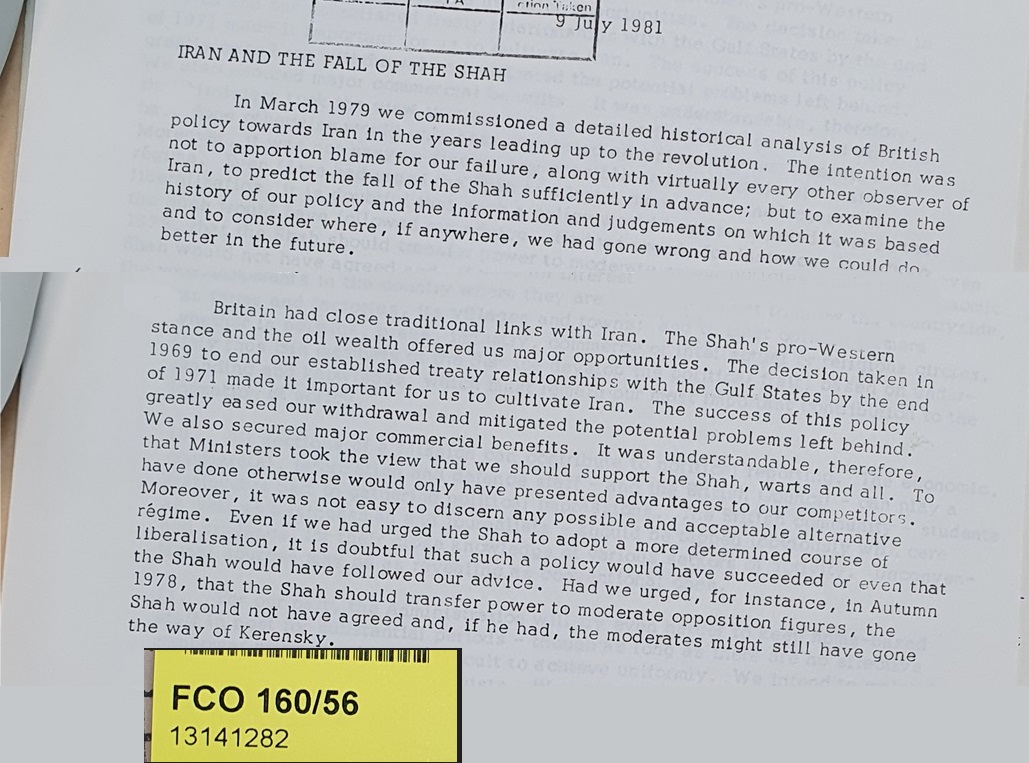 9 July 1981
IRAN AND THE FALL OF THE SHAH
In March 1979 we commissioned a detailed historical analysis of British
policy towards Iran in the years leading up to the revolution. The intention was
not to apportion blame for our failure, along with virtually every other observer of
Iran, to predict the fall of the Shah sufficiently in advance; but to examine the
history of our policy and the information and judgements on which it was based
and to consider where, if anywhere, we had gone wrong and how we could do
better in the future.
Britain had close traditional links with Iran. The Shah's pro-Western
stance and the oil wealth offered us major opportunities. The decision taken in
1969 to end our established treaty relationships with the Gulf States by the end
of 1971 made it important for us to cultivate Iran. The success of this policy
greatly eased our withdrawal and mitigated the potential problems left behind.
We also secured major commercial benefits. It was understandable, therefore,
that Ministers took the view that we should support the Shah, warts and all. To
have done otherwise would only have presented advantages to our competitors.
Moreover, it was not easy to discern any possible and acceptable alternative
régime. Even if we had urged the Shah to adopt a more determined course of
liberalisation, it is doubtful that such a policy would have succeeded or even that
the Shah would have followed our advice. Had we urged, for instance, in Autumn
1978, that the Shah should transfer power to moderate opposition figures, the
Shah would not have agreed and, if he had, the moderates might still have gone
the way of Kerensky.
FCO 160/56
13141282